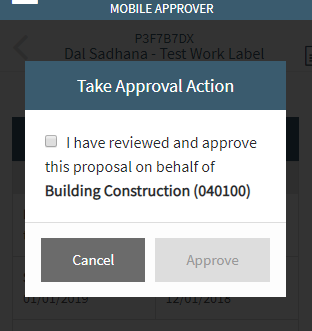 MOBILE APPROVER
P3F7B7DX
Dal Sadhana - Test Work Label
Take Approval Action
I have reviewed and approve
this proposal on behalf of
Building Construction (040100)
Cancel
Approve
01/01/2019
12/01/2018